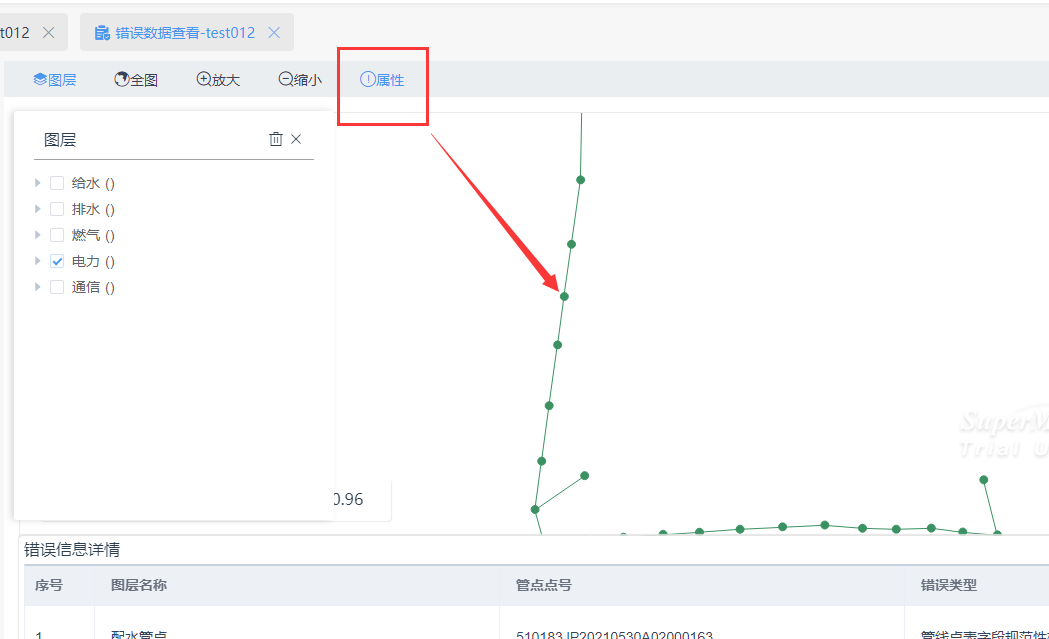 t012 错误数据查看-test012
图层 全图 放大 缩小 属性
图层
给水 ()
排水 ()
燃气 ()
电力 ()
通信 ()
0.96
SuperM
Trial U
错误信息详情
序号 图层名称 管点点号 错误类型
1 配水管点 510183JP20210530A02000163 管线点表字段规范性